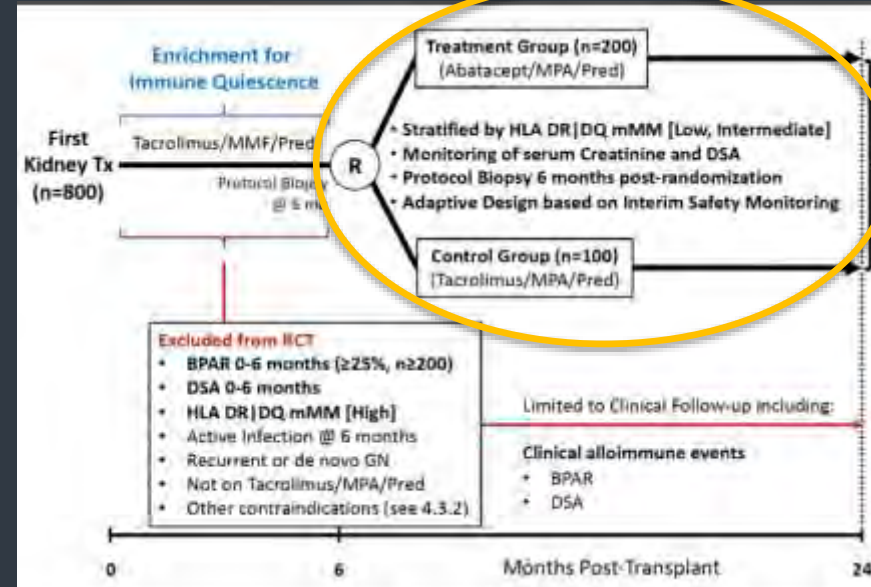 Enrichment for
Immune Quiescence
First
Kidney Tx
(n=800)
Tacrolimus/MMF/Pred
Protocol Biopsy
@ 6 mo
R
Treatment Group (n=200)
(Abatacept/MPA/Pred)
• Stratified by HLA DR|DQ mMM [Low, Intermediate]
• Monitoring of serum Creatinine and DSA
• Protocol Biopsy 6 months post-randomization
• Adaptive Design based on Interim Safety Monitoring
Control Group (n=100)
(Tacrolimus/MPA/Pred)
Excluded from RCT
• BPAR 0-6 months (≥25%, n≥200)
• DSA 0-6 months
• HLA DR|DQ mMM [High]
• Active Infection @ 6 months
• Recurrent or de novo GN
• Not on Tacrolimus/MPA/Pred
• Other contraindications (see 4.3.2)
Limited to Clinical Follow-up including:
Clinical alloimmune events
• BPAR
• DSA
0 6 Months Post-Transplant 24